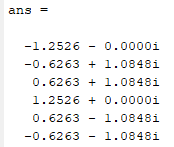 ans =
-1.2526 - 0.0000i
-0.6263 + 1.0848i
0.6263 + 1.0848i
1.2526 + 0.0000i
0.6263 - 1.0848i
-0.6263 - 1.0848i